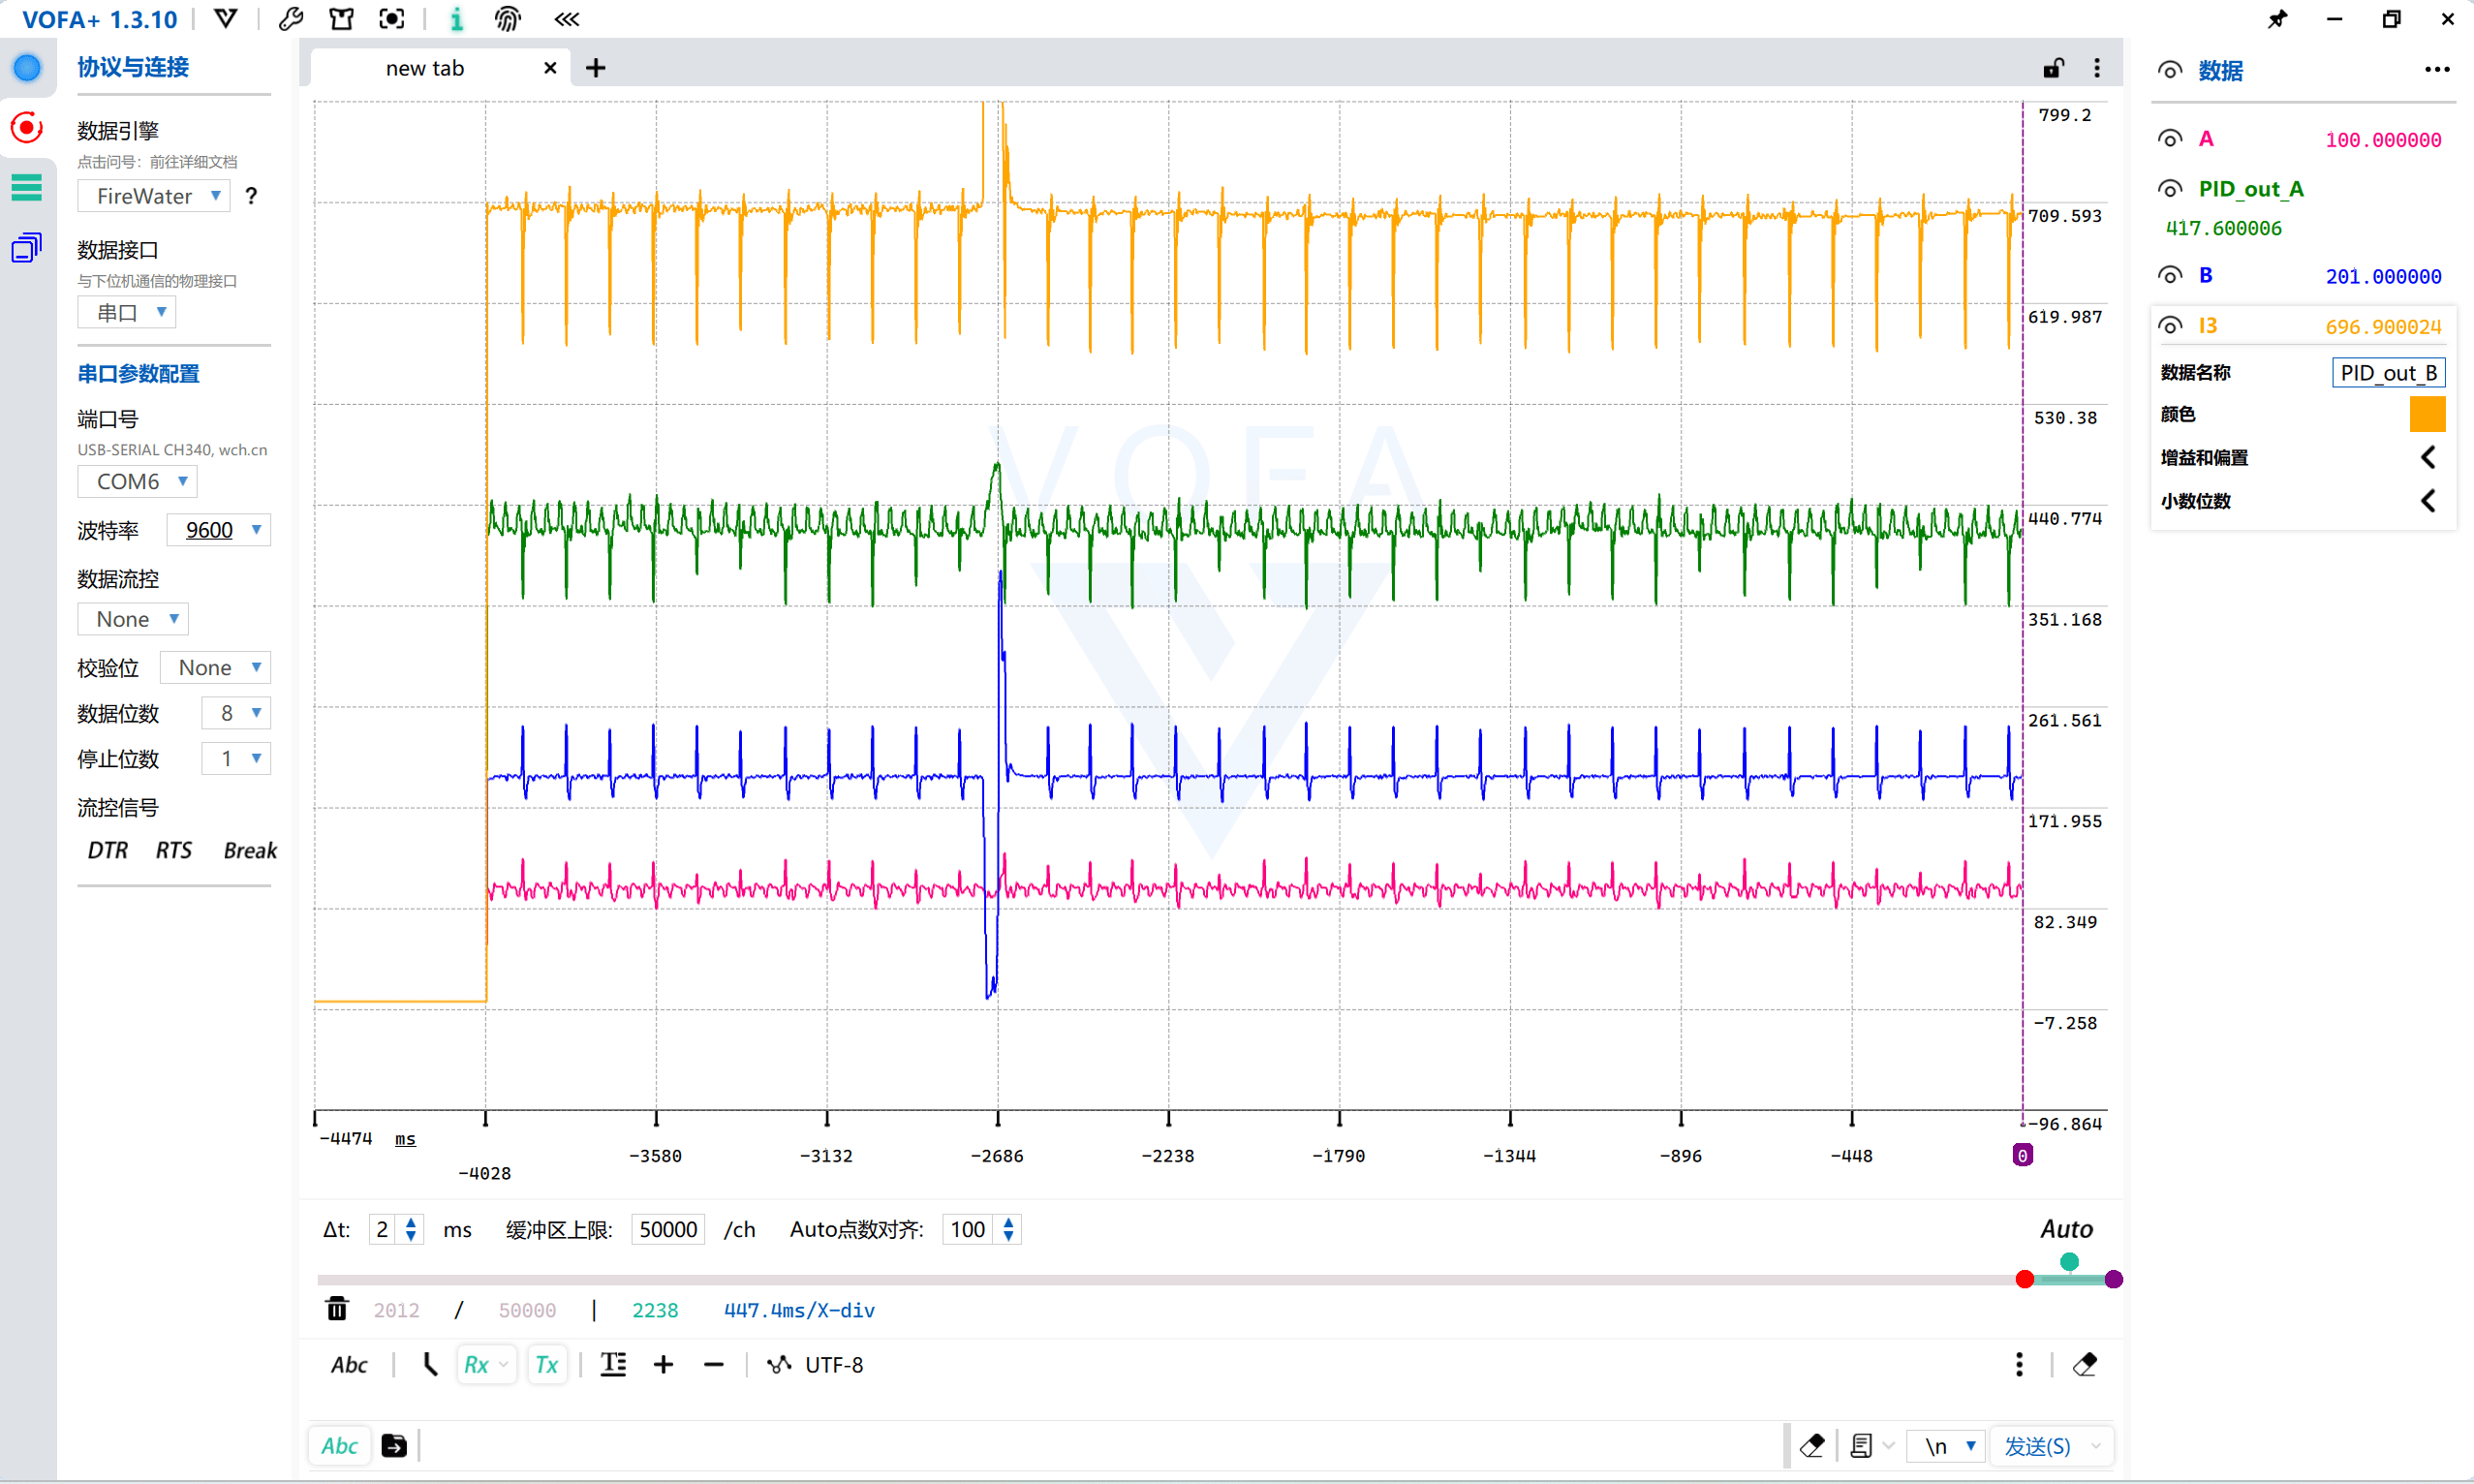 VOFA+ 1.3.10
协议与连接
数据引擎
点击问号：前往详细文档
FireWater ?
数据接口
与下位机通信的物理接口
串口
串口参数配置
端口号
USB-SERIAL CH340, wch.cn
COM6
波特率 9600
数据流控
None
校验位 None
数据位数 8
停止位数 1
流控信号
DTR RTS Break
new tab
799.2
709.593
619.987
530.38
440.774
351.168
261.561
171.955
82.349
-7.258
-96.864
VOFA
-4474 ms
-4028
-3580
-3132
-2686
-2238
-1790
-1344
-896
-448
0
Δt: 2 ms 缓冲区上限: 50000 /ch Auto点数对齐: 100
Auto
2012 / 50000 | 2238 447.4ms/X-div
Abc Rx Tx UTF-8
Abc \n 发送(S)
数据
A 100.000000
PID_out_A
417.600006
B 201.000000
I3 696.900024
数据名称 PID_out_B
颜色
增益和偏置
小数位数